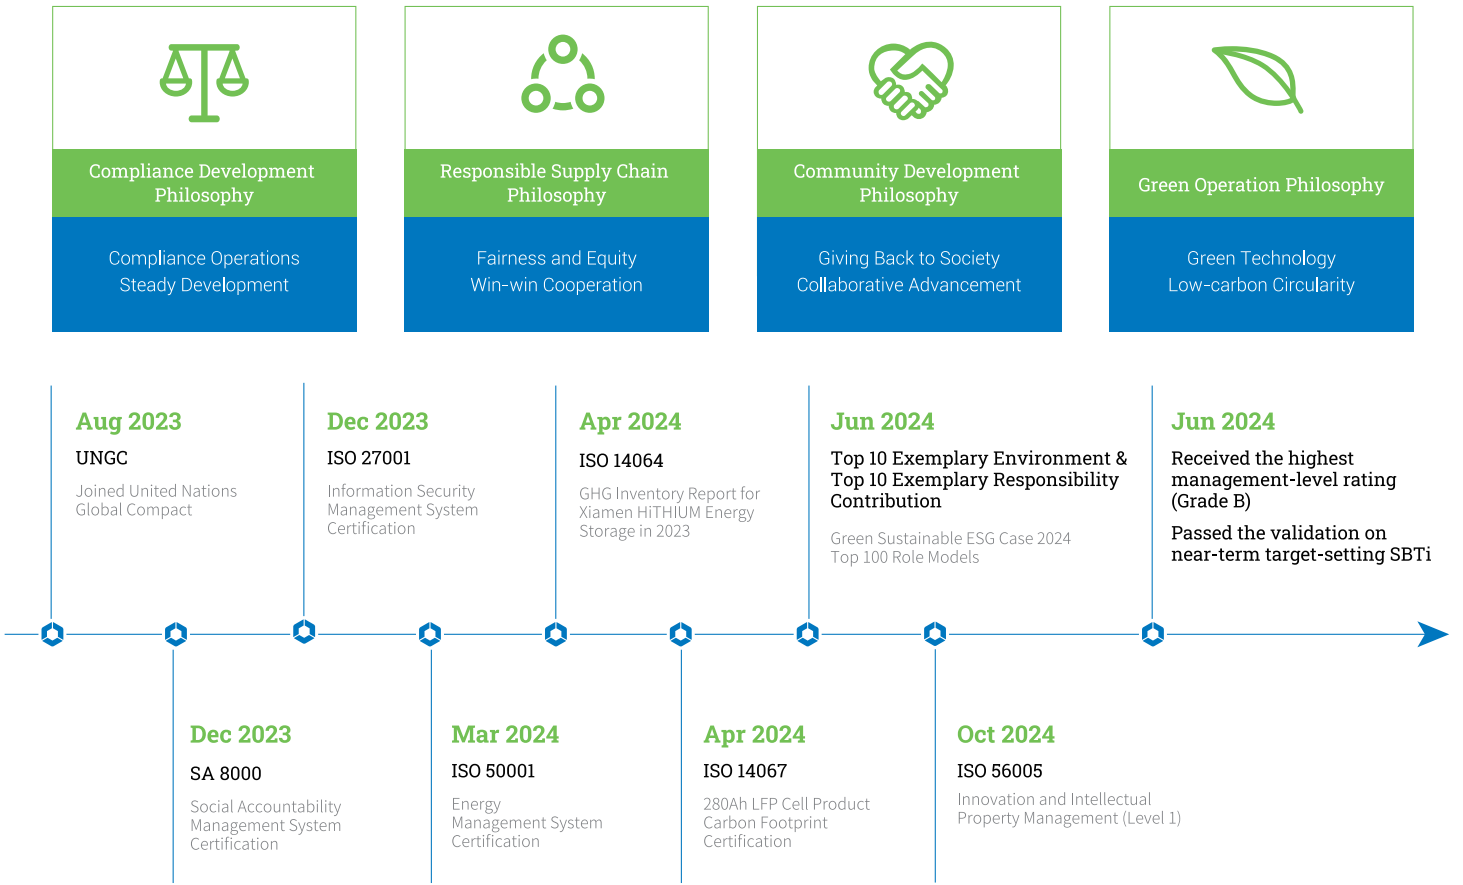 Compliance Development
Philosophy
Compliance Operations
Steady Development
Responsible Supply Chain
Philosophy
Fairness and Equity
Win-win Cooperation
Community Development
Philosophy
Giving Back to Society
Collaborative Advancement
Green Operation Philosophy
Green Technology
Low-carbon Circularity
Aug 2023
UNGC
Joined United Nations
Global Compact
Dec 2023
ISO 27001
Information Security
Management System
Certification
Apr 2024
ISO 14064
GHG Inventory Report for
Xiamen HiTHIUM Energy
Storage in 2023
Jun 2024
Top 10 Exemplary Environment &
Top 10 Exemplary Responsibility
Contribution
Green Sustainable ESG Case 2024
Top 100 Role Models
Jun 2024
Received the highest
management-level rating
(Grade B)
Passed the validation on
near-term target-setting SBTi
Dec 2023
SA 8000
Social Accountability
Management System
Certification
Mar 2024
ISO 50001
Energy
Management System
Certification
Apr 2024
ISO 14067
280Ah LFP Cell Product
Carbon Footprint
Certification
Oct 2024
ISO 56005
Innovation and Intellectual
Property Management (Level 1)